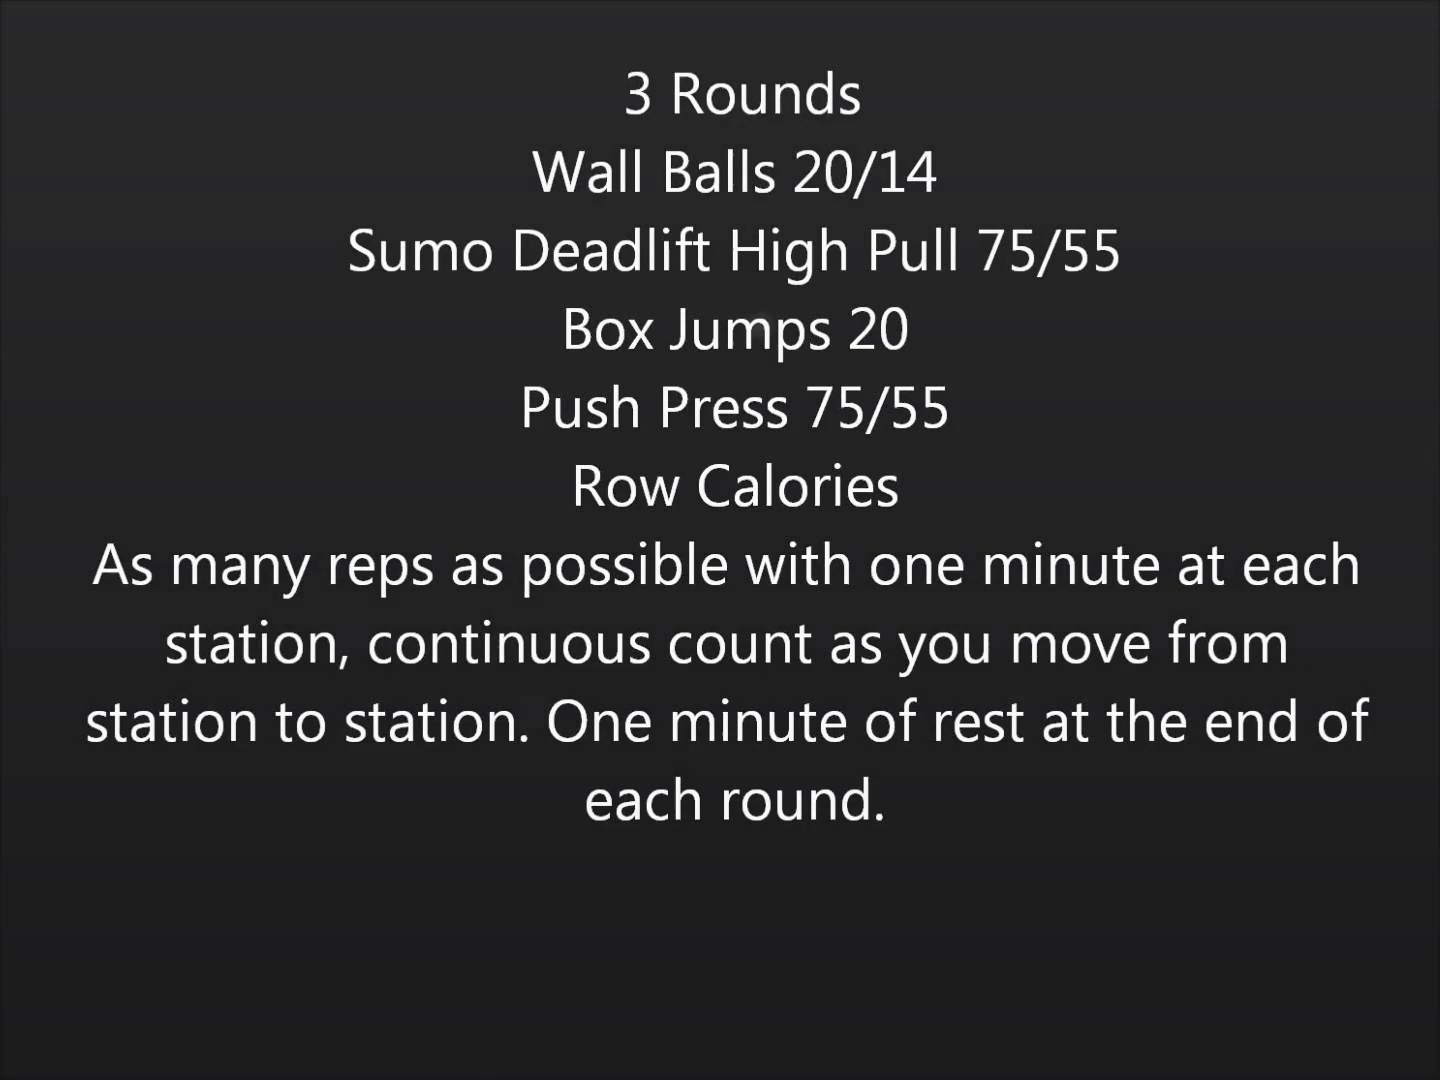 3 Rounds
Wall Balls 20/14
Sumo Deadlift High Pull 75/55
Box Jumps 20
Push Press 75/55
Row Calories
As many reps as possible with one minute at each
station, continuous count as you move from
station to station. One minute of rest at the end of
each round.